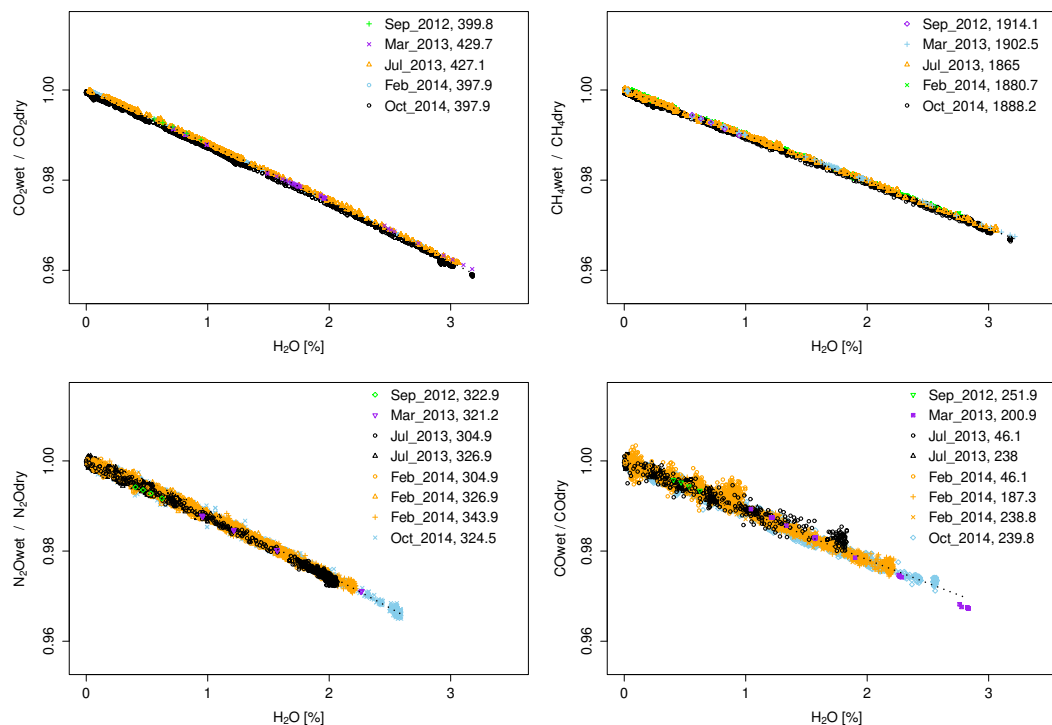 Sep_2012, 399.8
Mar_2013, 429.7
Jul_2013, 427.1
Feb_2014, 397.9
Oct_2014, 397.9
1.00
0.98
0.96
CO₂wet / CO₂dry
0 1 2 3
H₂O [%]
Sep_2012, 1914.1
Mar_2013, 1902.5
Jul_2013, 1865
Feb_2014, 1880.7
Oct_2014, 1888.2
1.00
0.98
0.96
CH₄wet / CH₄dry
0 1 2 3
H₂O [%]
Sep_2012, 322.9
Mar_2013, 321.2
Jul_2013, 304.9
Jul_2013, 326.9
Feb_2014, 304.9
Feb_2014, 326.9
Feb_2014, 343.9
Oct_2014, 324.5
1.00
0.98
0.96
N₂Owet / N₂Odry
0 1 2 3
H₂O [%]
Sep_2012, 251.9
Mar_2013, 200.9
Jul_2013, 46.1
Jul_2013, 238
Feb_2014, 46.1
Feb_2014, 187.3
Feb_2014, 238.8
Oct_2014, 239.8
1.00
0.98
0.96
COwet / COdry
0 1 2 3
H₂O [%]